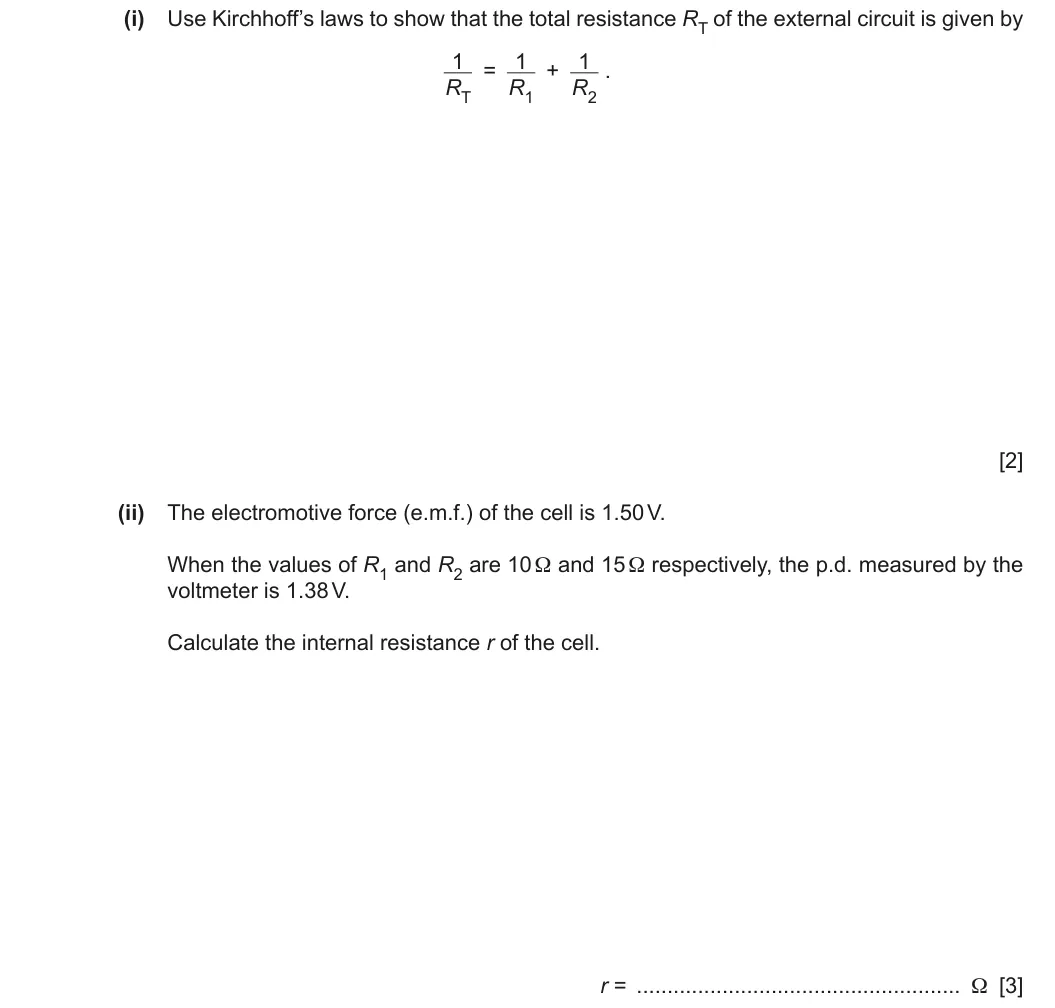 (i) Use Kirchhoff’s laws to show that the total resistance R_T of the external circuit is given by
1/R_T = 1/R_1 + 1/R_2.
[2]
(ii) The electromotive force (e.m.f.) of the cell is 1.50 V.
When the values of R_1 and R_2 are 10 Ω and 15 Ω respectively, the p.d. measured by the
voltmeter is 1.38 V.
Calculate the internal resistance r of the cell.
r = ..................................................... Ω [3]